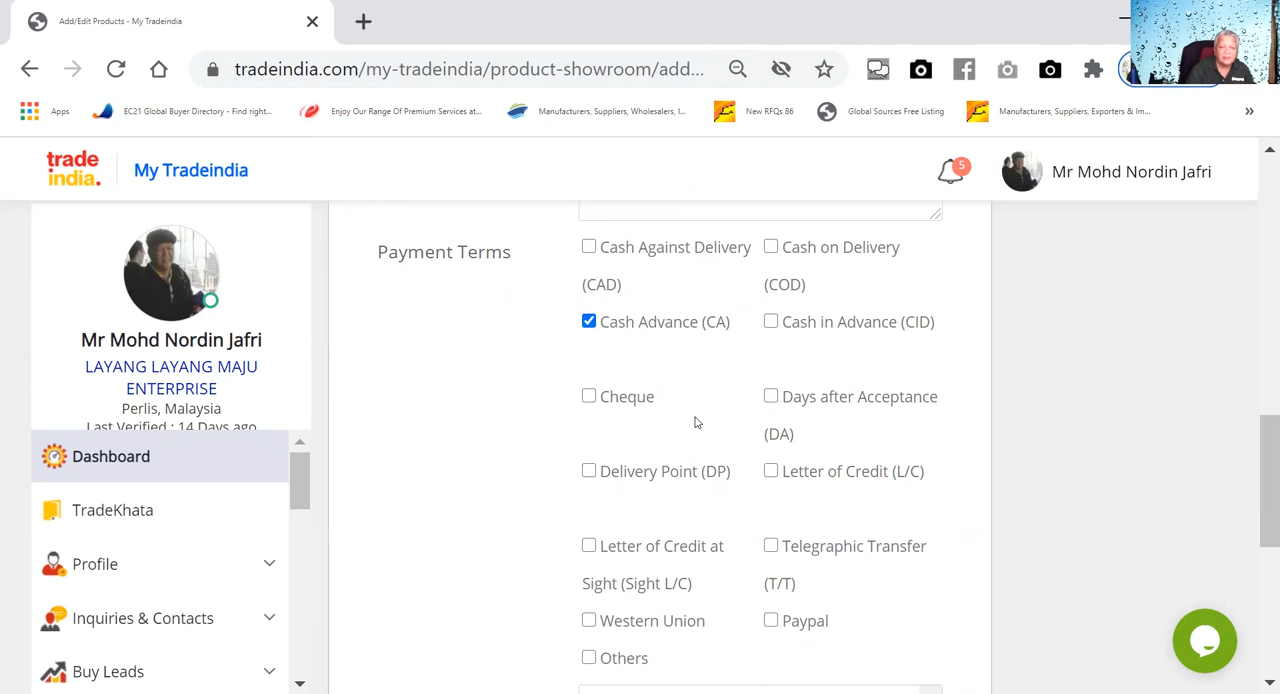 Add/Edit Products - My Tradeindia
tradeindia.com/my-tradeindia/product-showroom/add...
Apps
EC21 Global Buyer Directory - Find right...
Enjoy Our Range Of Premium Services at...
Manufacturers, Suppliers, Wholesalers, I...
New RFQs 86
Global Sources Free Listing
Manufacturers, Suppliers, Exporters & Im...
»
trade
india.
My Tradeindia
5
Mr Mohd Nordin Jafri
Mr Mohd Nordin Jafri
LAYANG LAYANG MAJU
ENTERPRISE
Perlis, Malaysia
Last Verified : 14 Days ago
Dashboard
TradeKhata
Profile
Inquiries & Contacts
Buy Leads
Payment Terms
Cash Against Delivery
(CAD)
Cash on Delivery
(COD)
Cash Advance (CA)
Cash in Advance (CID)
Cheque
Days after Acceptance
(DA)
Delivery Point (DP)
Letter of Credit (L/C)
Letter of Credit at
Sight (Sight L/C)
Telegraphic Transfer
(T/T)
Western Union
Paypal
Others